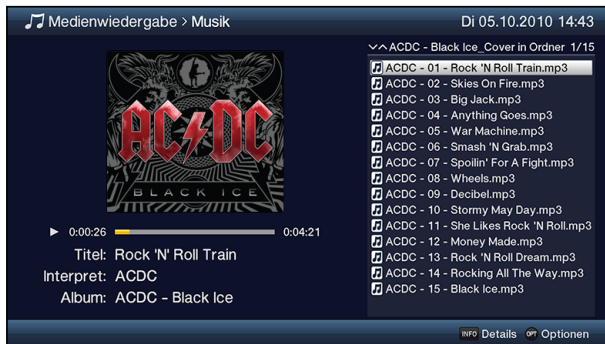 Medienwiedergabe > Musik
Di 05.10.2010 14:43
AC DC
BLACK ICE
0:00:26
0:04:21
Titel: Rock 'N' Roll Train
Interpret: ACDC
Album: ACDC - Black Ice
ACDC - Black Ice_Cover in Ordner 1/15
ACDC - 01 - Rock 'N Roll Train.mp3
ACDC - 02 - Skies On Fire.mp3
ACDC - 03 - Big Jack.mp3
ACDC - 04 - Anything Goes.mp3
ACDC - 05 - War Machine.mp3
ACDC - 06 - Smash 'N Grab.mp3
ACDC - 07 - Spoilin' For A Fight.mp3
ACDC - 08 - Wheels.mp3
ACDC - 09 - Decibel.mp3
ACDC - 10 - Stormy May Day.mp3
ACDC - 11 - She Likes Rock 'N Roll.mp3
ACDC - 12 - Money Made.mp3
ACDC - 13 - Rock 'N Roll Dream.mp3
ACDC - 14 - Rocking All The Way.mp3
ACDC - 15 - Black Ice.mp3
INFO Details OPT Optionen